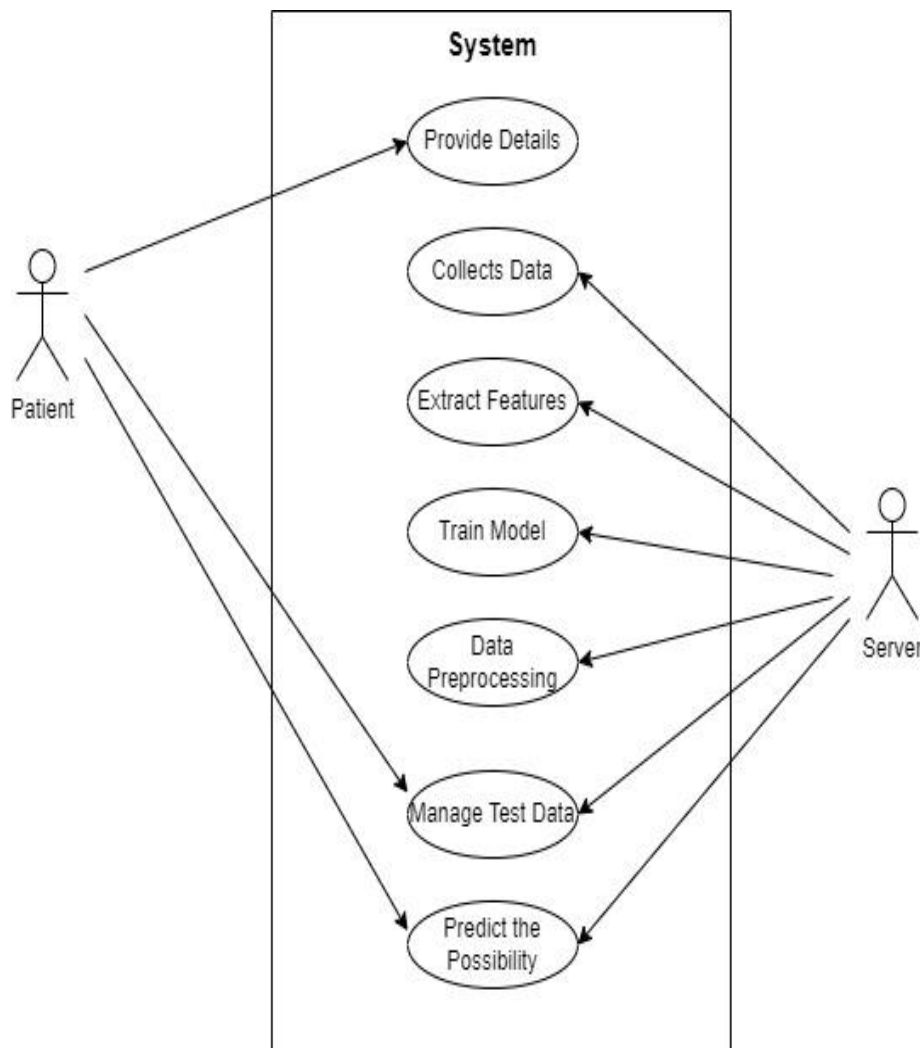 System
Provide Details
Collects Data
Extract Features
Patient
Train Model
Data
Preprocessing
Server
Manage Test Data
Predict the
Possibility